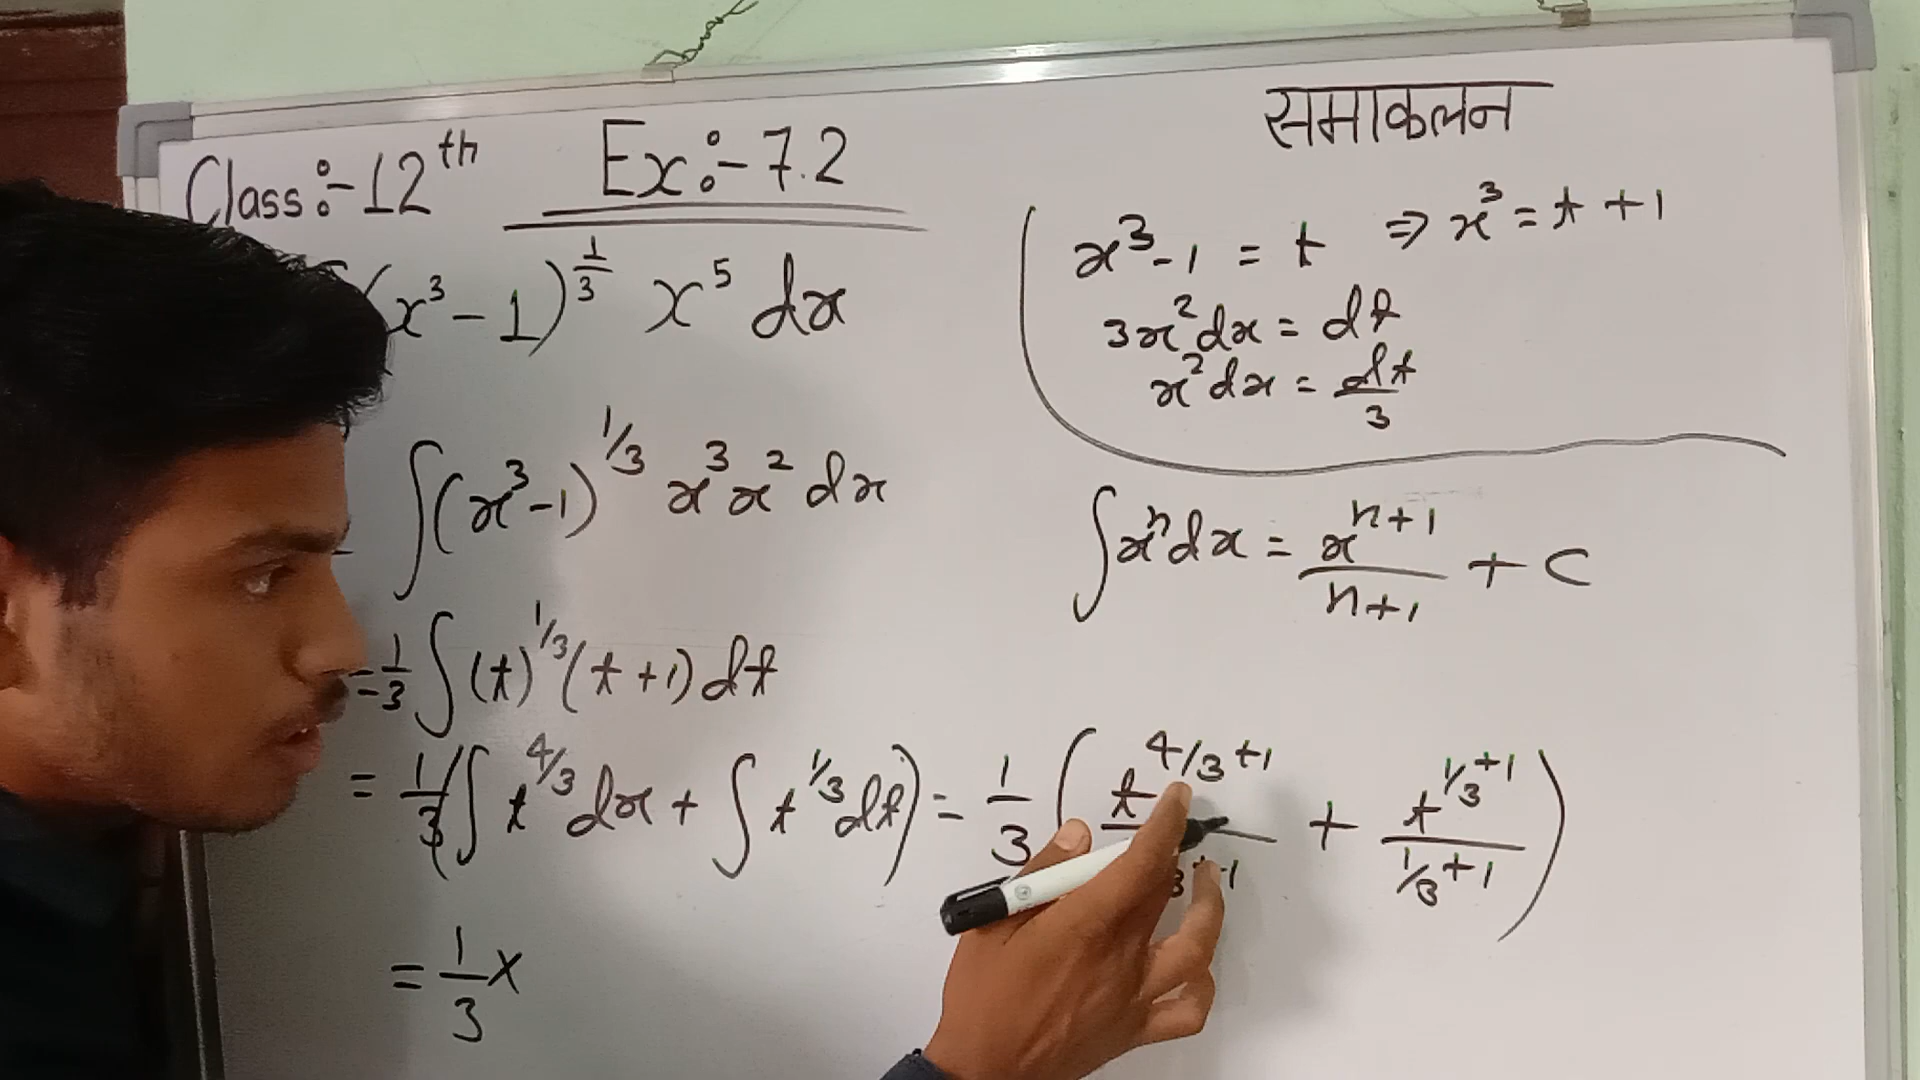 समाकलन
Class:-12th Ex:-7.2
(x³-1)^1/3 x⁵ dx
x³-1 = t ⇒ x³ = t +1
3x²dx = dt
x²dx = dt/3
∫(x³-1)^1/3 x³x² dx
∫xⁿdx = x^n+1/n+1 + C
=1/3 ∫(t)^1/3(t+1)dt
= 1/3(∫ t^4/3 dx + ∫ t^1/3 dt) = 1/3 (t^4/3+1/3+1 + t^1/3+1/1/3+1)
= 1/3 x